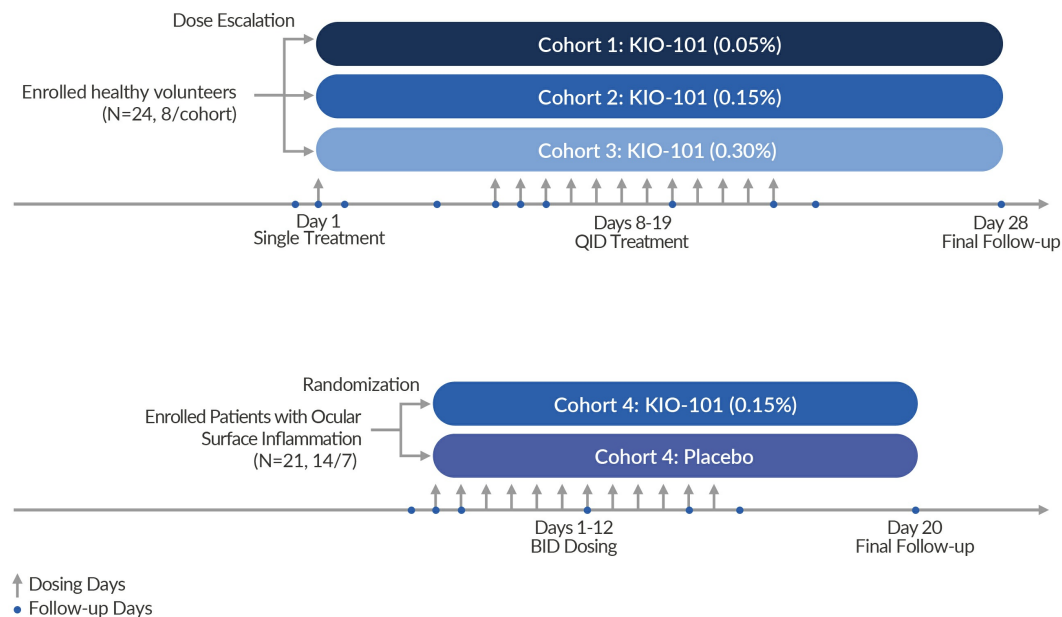 Dose Escalation
Cohort 1: KIO-101 (0.05%)
Enrolled healthy volunteers
(N=24, 8/cohort)
Cohort 2: KIO-101 (0.15%)
Cohort 3: KIO-101 (0.30%)
Day 1
Single Treatment
Days 8-19
QID Treatment
Day 28
Final Follow-up
Randomization
Enrolled Patients with Ocular
Surface Inflammation
(N=21, 14/7)
Cohort 4: KIO-101 (0.15%)
Cohort 4: Placebo
Days 1-12
BID Dosing
Day 20
Final Follow-up
Dosing Days
Follow-up Days